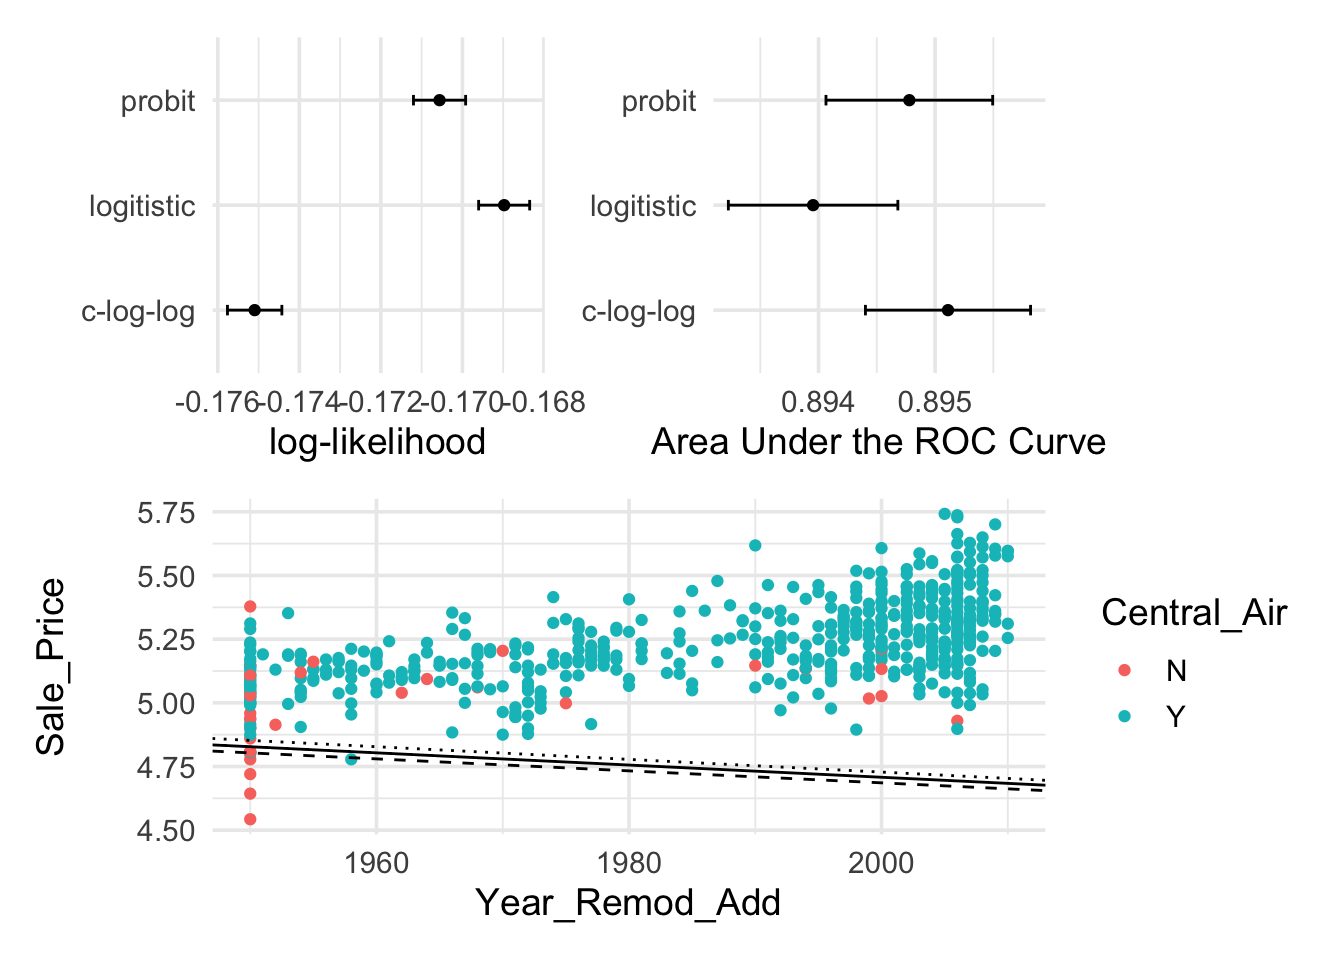 probit
logitistic
c-log-log
-0.176 -0.174 -0.172 -0.170 -0.168
log-likelihood
probit
logitistic
c-log-log
0.894 0.895
Area Under the ROC Curve
5.75
5.50
5.25
5.00
4.75
4.50
Sale_Price
1960 1980 2000
Year_Remod_Add
Central_Air
N
Y